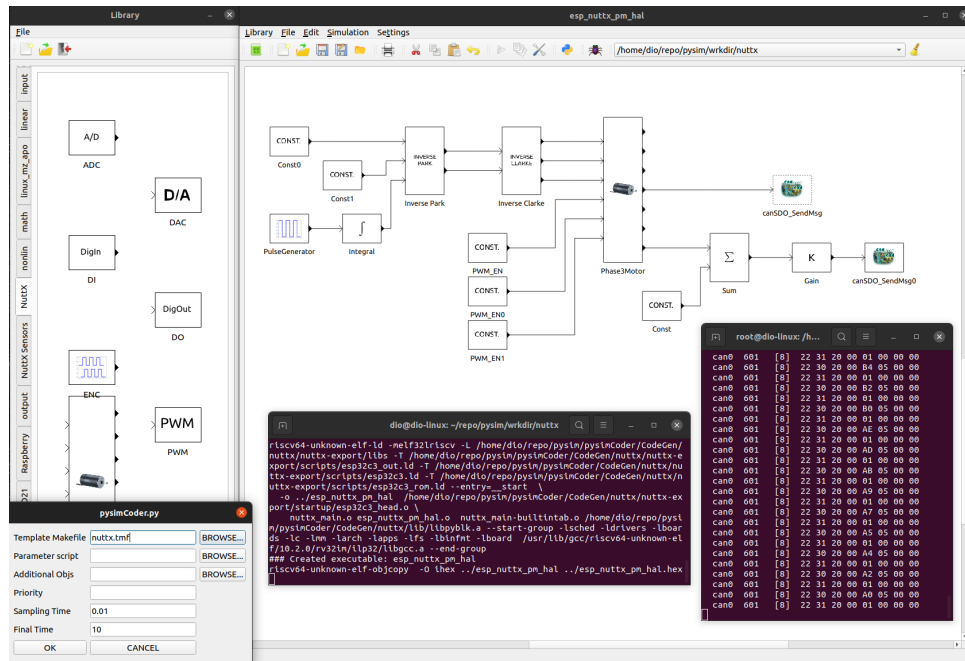 Library
File
input
linear
linux_mz_apo
math
nonlin
NuttX
NuttX Sensors
output
Raspberry
D21
A/D
ADC
D/A
DAC
DigIn
DI
DigOut
DO
ENC
PWM
PWM
esp_nuttx_pm_hal
Library File Edit Simulation Settings
/home/dio/repo/pysim/wrkdir/nuttx
CONST.
Const0
CONST.
Const1
PulseGenerator
∫
Integral
INVERSE
PARK
Inverse Park
INVERSE
CLARKE
Inverse Clarke
CONST.
PWM_EN
CONST.
PWM_EN0
CONST.
PWM_EN1
Phase3Motor
canSDO_SendMsg
Σ
Sum
CONST.
Const
K
Gain
canSDO_SendMsg0
pysimCoder.py
Template Makefile nuttx.tmf BROWSE...
Parameter script BROWSE...
Additional Objs BROWSE...
Priority
Sampling Time 0.01
Final Time 10
OK CANCEL
dio@dio-linux: ~/repo/pysim/wrkdir/nuttx
riscv64-unknown-elf-ld -melf32lriscv -L /home/dio/repo/pysim/pysimCoder/CodeGen/
nuttx/nuttx-export/libs -T /home/dio/repo/pysim/pysimCoder/CodeGen/nuttx/nuttx-e
xport/scripts/esp32c3_out.ld -T /home/dio/repo/pysim/pysimCoder/CodeGen/nuttx/nu
ttx-export/scripts/esp32c3.ld -T /home/dio/repo/pysim/pysimCoder/CodeGen/nuttx/n
uttx-export/scripts/esp32c3_rom.ld --entry=__start \
-o ../esp_nuttx_pm_hal /home/dio/repo/pysim/pysimCoder/CodeGen/nuttx/nuttx-ex
port/startup/esp32c3_head.o \
nuttx_main.o esp_nuttx_pm_hal.o nuttx_main-builtintab.o /home/dio/repo/pysi
m/pysimCoder/CodeGen/nuttx/lib/libpyblk.a --start-group -lsched -ldrivers -lboar
ds -lc -lmm -larch -lapps -lfs -lbinfmt -lboard /usr/lib/gcc/riscv64-unknown-el
f/10.2.0/rv32im/ilp32/libgcc.a --end-group
### Created executable: esp_nuttx_pm_hal
riscv64-unknown-elf-objcopy -O ihex ../esp_nuttx_pm_hal ../esp_nuttx_pm_hal.hex
root@dio-linux: /h...
can0 601 [8] 22 31 20 00 01 00 00 00
can0 601 [8] 22 30 20 00 B4 05 00 00
can0 601 [8] 22 31 20 00 01 00 00 00
can0 601 [8] 22 30 20 00 B2 05 00 00
can0 601 [8] 22 31 20 00 01 00 00 00
can0 601 [8] 22 30 20 00 B0 05 00 00
can0 601 [8] 22 31 20 00 01 00 00 00
can0 601 [8] 22 30 20 00 AE 05 00 00
can0 601 [8] 22 31 20 00 01 00 00 00
can0 601 [8] 22 30 20 00 AD 05 00 00
can0 601 [8] 22 31 20 00 01 00 00 00
can0 601 [8] 22 30 20 00 AB 05 00 00
can0 601 [8] 22 31 20 00 01 00 00 00
can0 601 [8] 22 30 20 00 A9 05 00 00
can0 601 [8] 22 31 20 00 01 00 00 00
can0 601 [8] 22 30 20 00 A7 05 00 00
can0 601 [8] 22 31 20 00 01 00 00 00
can0 601 [8] 22 30 20 00 A5 05 00 00
can0 601 [8] 22 31 20 00 01 00 00 00
can0 601 [8] 22 30 20 00 A4 05 00 00
can0 601 [8] 22 31 20 00 01 00 00 00
can0 601 [8] 22 30 20 00 A2 05 00 00
can0 601 [8] 22 31 20 00 01 00 00 00
can0 601 [8] 22 30 20 00 A0 05 00 00
can0 601 [8] 22 31 20 00 01 00 00 00